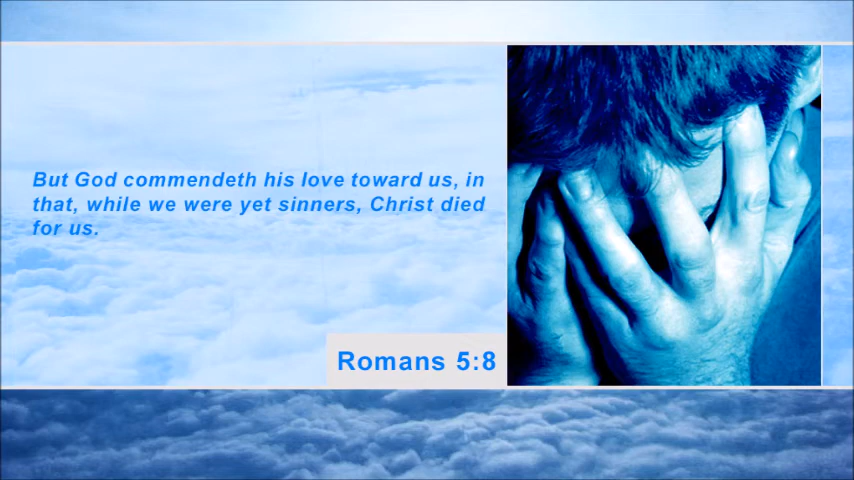 But God commendeth his love toward us, in
that, while we were yet sinners, Christ died
for us.
Romans 5:8